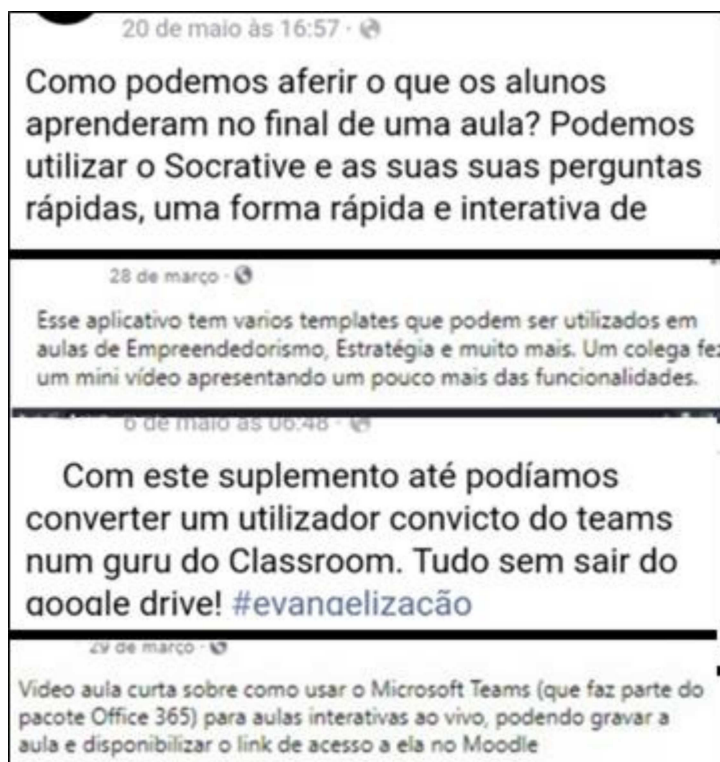 20 de maio às 16:57 ·
Como podemos aferir o que os alunos
aprenderam no final de uma aula? Podemos
utilizar o Socrative e as suas suas perguntas
rápidas, uma forma rápida e interativa de
28 de março ·
Esse aplicativo tem varios templates que podem ser utilizados em
aulas de Empreendedorismo, Estratégia e muito mais. Um colega fez
um mini vídeo apresentando um pouco mais das funcionalidades.
6 de maio às 06:48 ·
Com este suplemento até podíamos
converter um utilizador convicto do teams
num guru do Classroom. Tudo sem sair do
google drive! #evangelização
29 de março ·
Video aula curta sobre como usar o Microsoft Teams (que faz parte do
pacote Office 365) para aulas interativas ao vivo, podendo gravar a
aula e disponibilizar o link de acesso a ela no Moodle